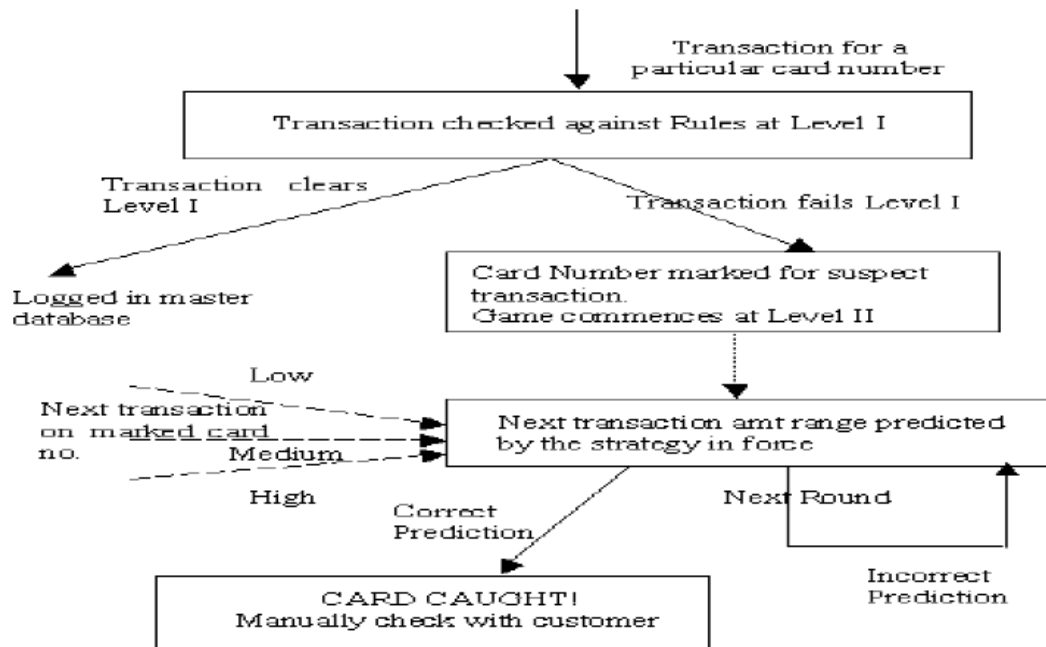 Transaction for a
particular card number
Transaction checked against Rules at Level I
Transaction clears
Level I
Transaction fails Level I
Logged in master
database
Card Number marked for suspect
transaction.
Game commences at Level II
Low
Next transaction
on marked card
no.
Medium
High
Next transaction amt range predicted
by the strategy in force
Correct
Prediction
Next Round
Incorrect
Prediction
CARD CAUGHT!
Manually check with customer